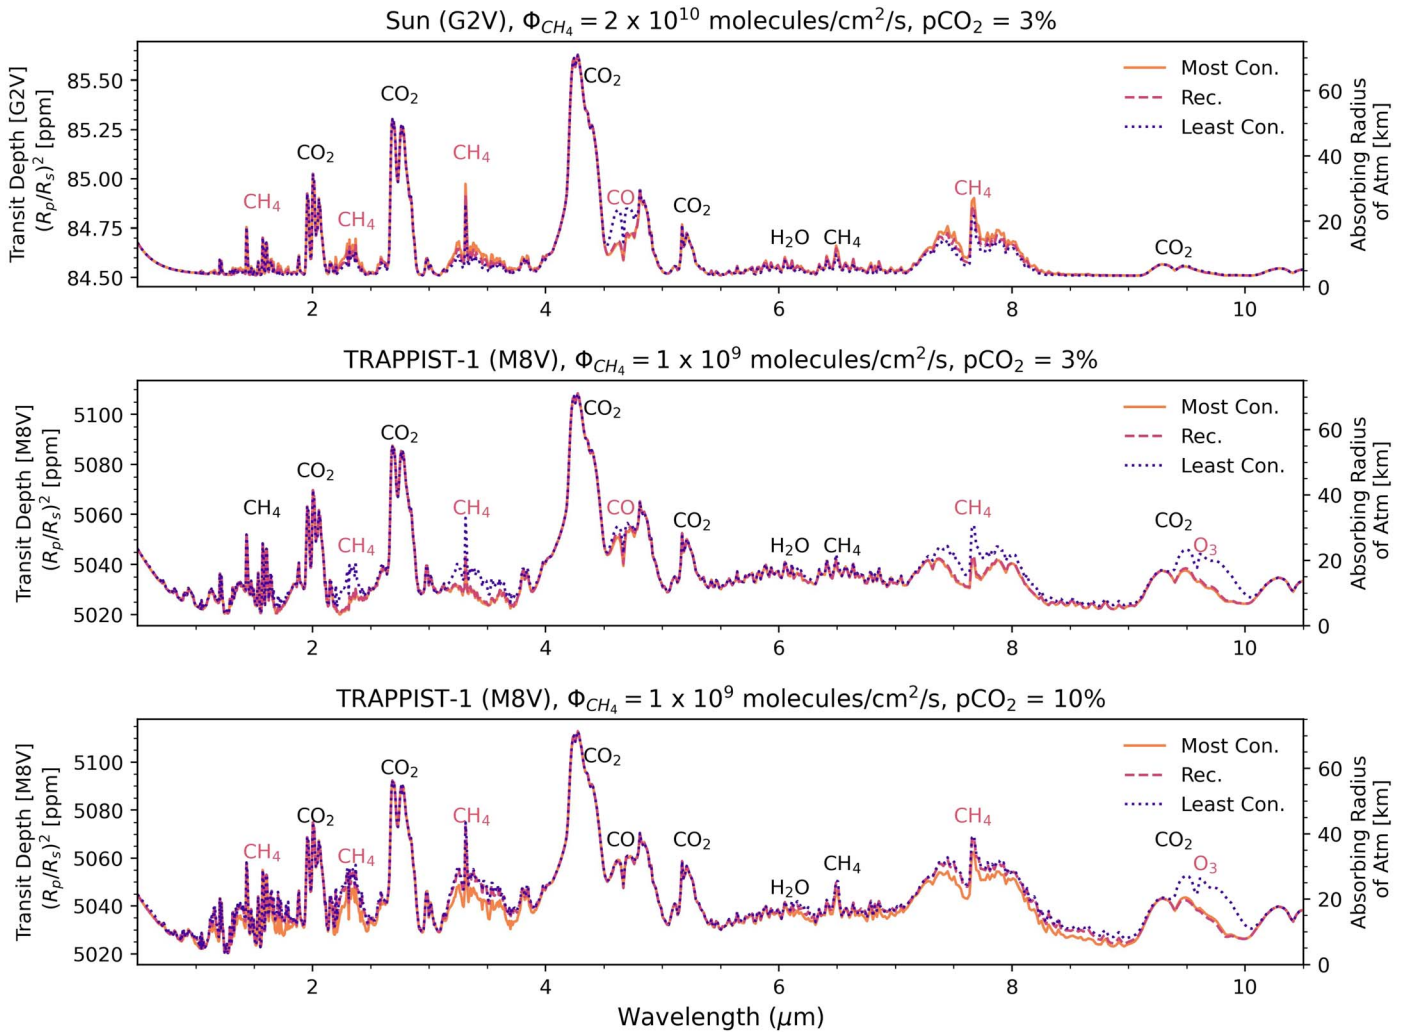 Sun (G2V), Φ_CH₄ = 2 x 10¹⁰ molecules/cm²/s, pCO₂ = 3%
Transit Depth [G2V]
(Rₚ/Rₛ)² [ppm]
85.50
85.25
85.00
84.75
84.50
CH₄
CO₂
CH₄
CO₂
CH₄
CO₂
CO
CO₂
H₂O
CH₄
CH₄
CO₂
Most Con.
Rec.
Least Con.
60
40
20
0
Absorbing Radius
of Atm [km]
2 4 6 8 10
TRAPPIST-1 (M8V), Φ_CH₄ = 1 x 10⁹ molecules/cm²/s, pCO₂ = 3%
Transit Depth [M8V]
(Rₚ/Rₛ)² [ppm]
5100
5080
5060
5040
5020
CH₄
CO₂
CH₄
CO₂
CH₄
CO₂
CO
CO₂
H₂O
CH₄
CH₄
CO₂
O₃
Most Con.
Rec.
Least Con.
60
40
20
0
Absorbing Radius
of Atm [km]
2 4 6 8 10
TRAPPIST-1 (M8V), Φ_CH₄ = 1 x 10⁹ molecules/cm²/s, pCO₂ = 10%
Transit Depth [M8V]
(Rₚ/Rₛ)² [ppm]
5100
5080
5060
5040
5020
CH₄
CO₂
CH₄
CO₂
CH₄
CO₂
CO
CO₂
H₂O
CH₄
CH₄
CO₂
O₃
Most Con.
Rec.
Least Con.
60
40
20
0
Absorbing Radius
of Atm [km]
2 4 6 8 10
Wavelength (μm)